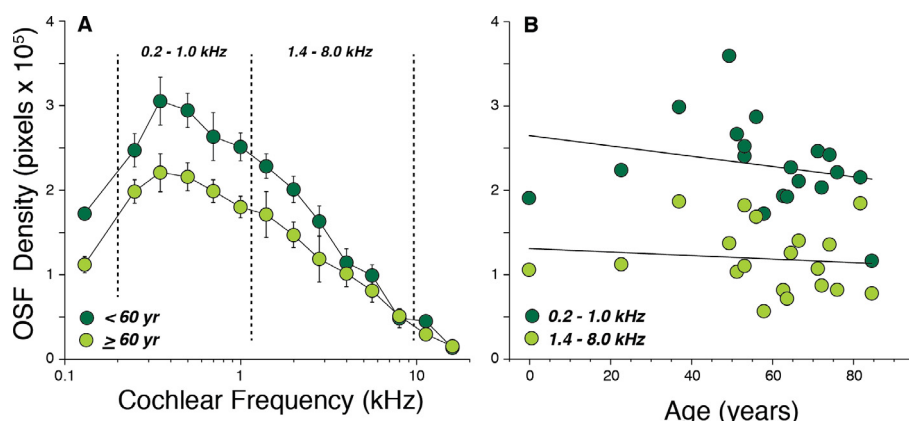 A
B
0.2 - 1.0 kHz
1.4 - 8.0 kHz
OSF Density (pixels x 10⁵)
4
3
2
1
0
< 60 yr
≥ 60 yr
0.1
1
10
Cochlear Frequency (kHz)
4
3
2
1
0
0.2 - 1.0 kHz
1.4 - 8.0 kHz
0
20
40
60
80
Age (years)